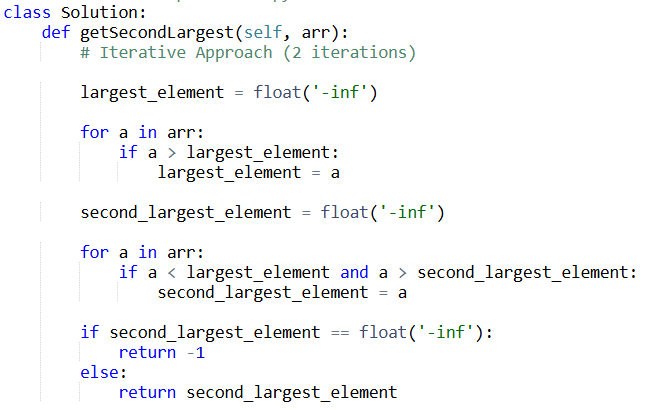 class Solution:
    def getSecondLargest(self, arr):
        # Iterative Approach (2 iterations)
        largest_element = float('-inf')
        for a in arr:
            if a > largest_element:
                largest_element = a
        second_largest_element = float('-inf')
        for a in arr:
            if a < largest_element and a > second_largest_element:
                second_largest_element = a
        if second_largest_element == float('-inf'):
            return -1
        else:
            return second_largest_element